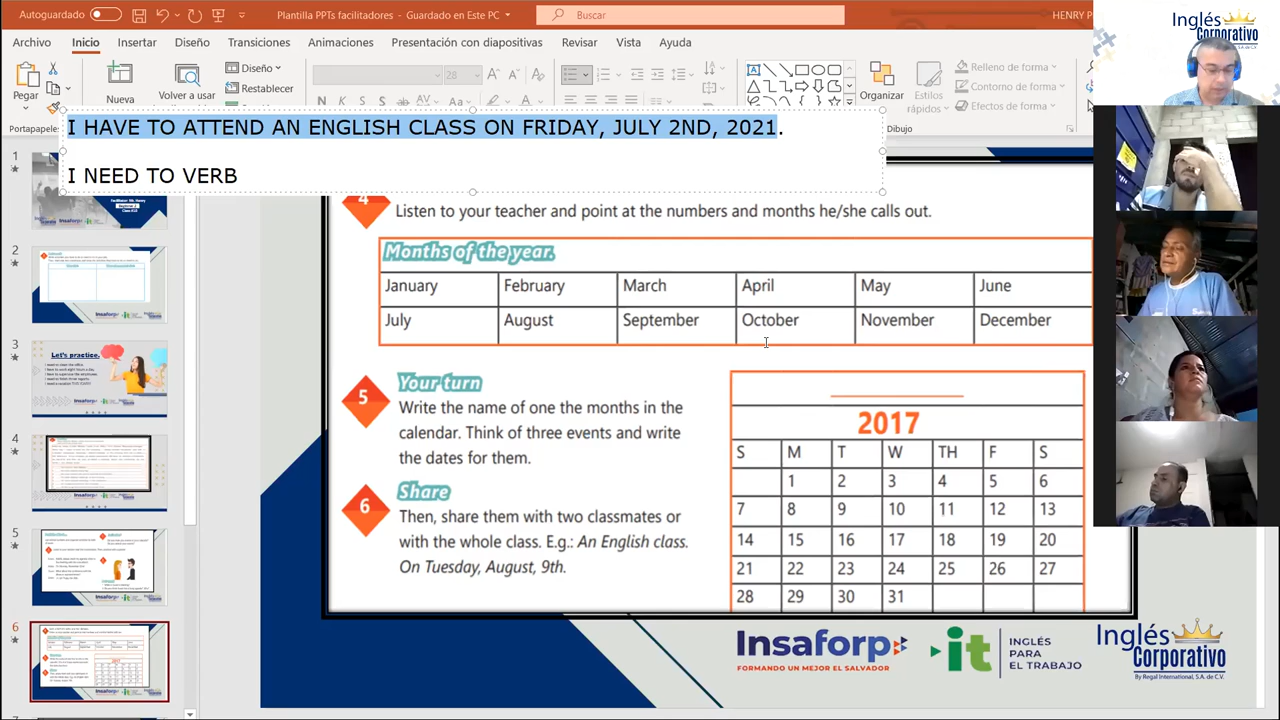 Autoguardado
Plantilla PPTs facilitadores - Guardado en Este PC
Buscar
HENRY P
Archivo
Inicio
Insertar
Diseño
Transiciones
Animaciones
Presentación con diapositivas
Revisar
Vista
Ayuda
Pegar
Nueva
Volver a usar
Diseño
Restablecer
28
Organizar
Estilos
rápidos
Relleno de forma
Contorno de forma
Efectos de forma
Portapapeles
Dibujo
I HAVE TO ATTEND AN ENGLISH CLASS ON FRIDAY, JULY 2ND, 2021.
I NEED TO VERB
4
Listen to your teacher and point at the numbers and months he/she calls out.
Months of the year.
January February March April May June
July August September October November December
5
Your turn
Write the name of one the months in the
calendar. Think of three events and write
the dates for them.
6
Share
Then, share them with two classmates or
with the whole class. E.g.: An English class.
On Tuesday, August, 9th.
2017
S M T W TH F S
1 2 3 4 5 6
7 8 9 10 11 12 13
14 15 16 17 18 19 20
21 22 23 24 25 26 27
28 29 30 31
Insaforp
FORMANDO UN MEJOR EL SALVADOR
it
INGLÉS
PARA
EL TRABAJO
Inglés
Corporativo
By Regal International, S.A. de C.V.
Inglés
Corporativo
S.A. DE C.V.
1
2
3
Let's practice.
4
5
6
7